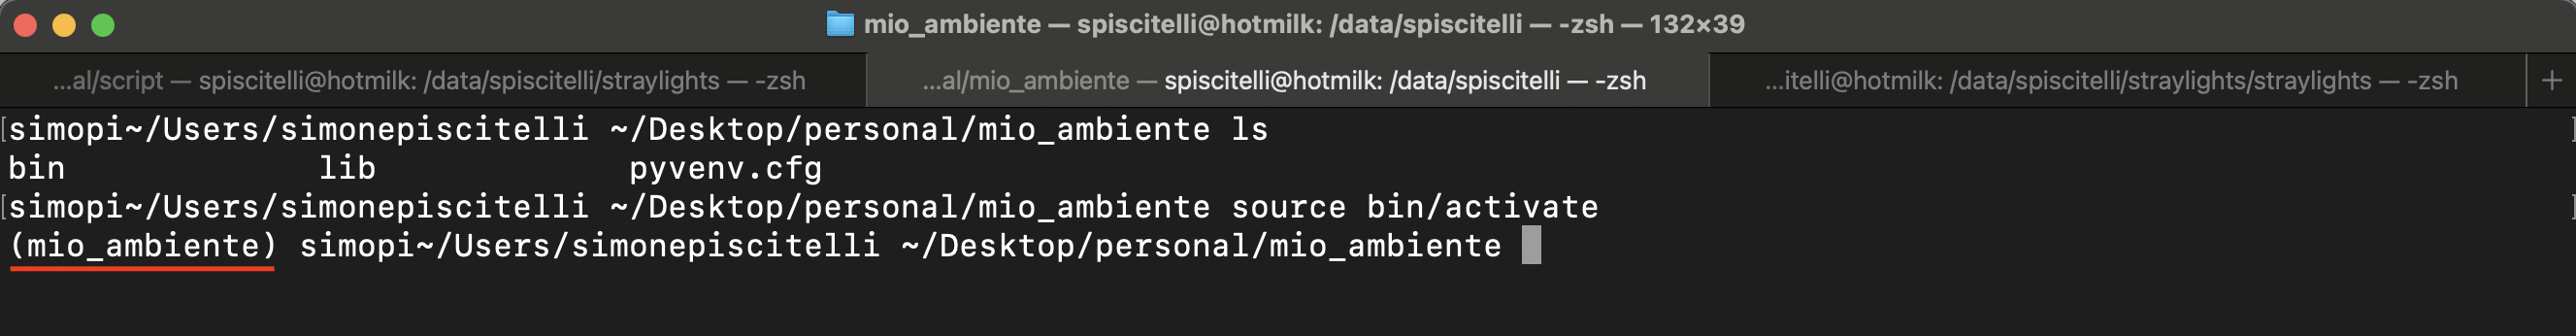 mio_ambiente — spiscitelli@hotmilk: /data/spiscitelli — -zsh — 132×39
...al/script — spiscitelli@hotmilk: /data/spiscitelli/straylights — -zsh
...al/mio_ambiente — spiscitelli@hotmilk: /data/spiscitelli — -zsh
...itelli@hotmilk: /data/spiscitelli/straylights/straylights — -zsh
+
[simopi~/Users/simonepiscitelli ~/Desktop/personal/mio_ambiente ls ]
bin lib pyvenv.cfg
[simopi~/Users/simonepiscitelli ~/Desktop/personal/mio_ambiente source bin/activate ]
(mio_ambiente) simopi~/Users/simonepiscitelli ~/Desktop/personal/mio_ambiente